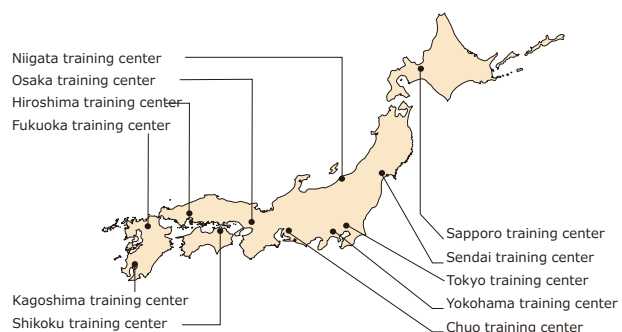 Niigata training center
Osaka training center
Hiroshima training center
Fukuoka training center
Kagoshima training center
Shikoku training center
Sapporo training center
Sendai training center
Tokyo training center
Yokohama training center
Chuo training center